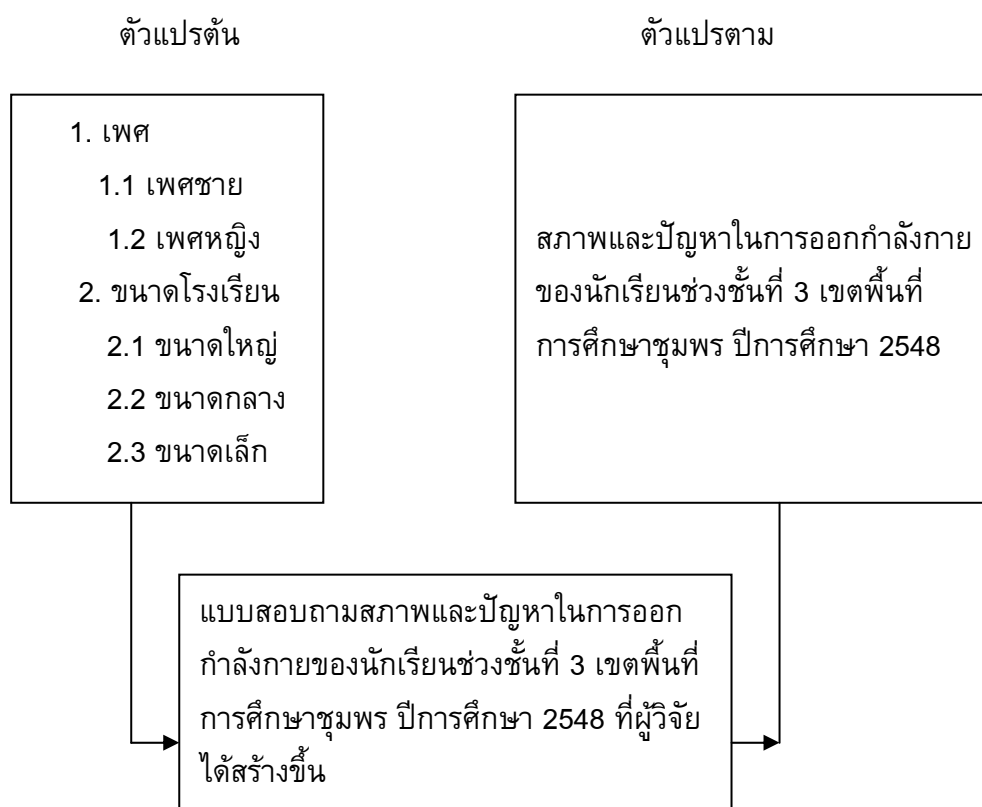 ตัวแปรต้น
ตัวแปรตาม
1. เพศ
1.1 เพศชาย
1.2 เพศหญิง
2. ขนาดโรงเรียน
2.1 ขนาดใหญ่
2.2 ขนาดกลาง
2.3 ขนาดเล็ก
สภาพและปัญหาในการออกกำลังกาย
ของนักเรียนช่วงชั้นที่ 3 เขตพื้นที่
การศึกษาชุมพร ปีการศึกษา 2548
แบบสอบถามสภาพและปัญหาในการออก
กำลังกายของนักเรียนช่วงชั้นที่ 3 เขตพื้นที่
การศึกษาชุมพร ปีการศึกษา 2548 ที่ผู้วิจัย
ได้สร้างขึ้น